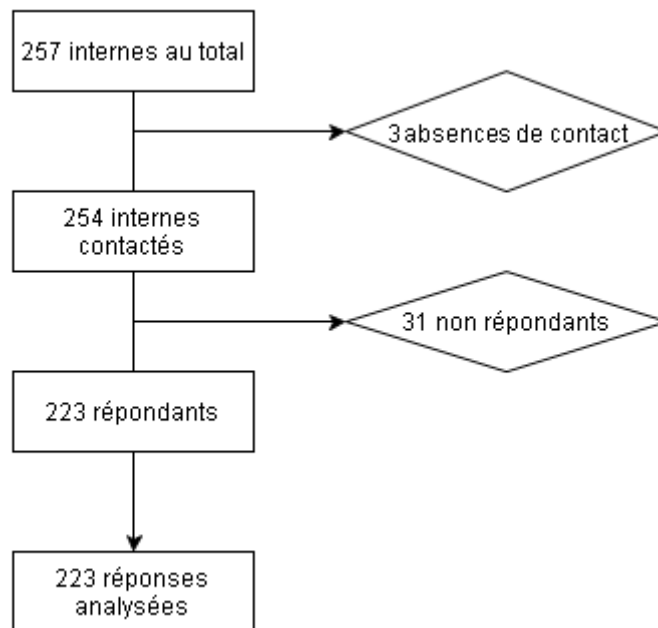 257 internes au total
3 absences de contact
254 internes
contactés
31 non répondants
223 répondants
223 réponses
analysées